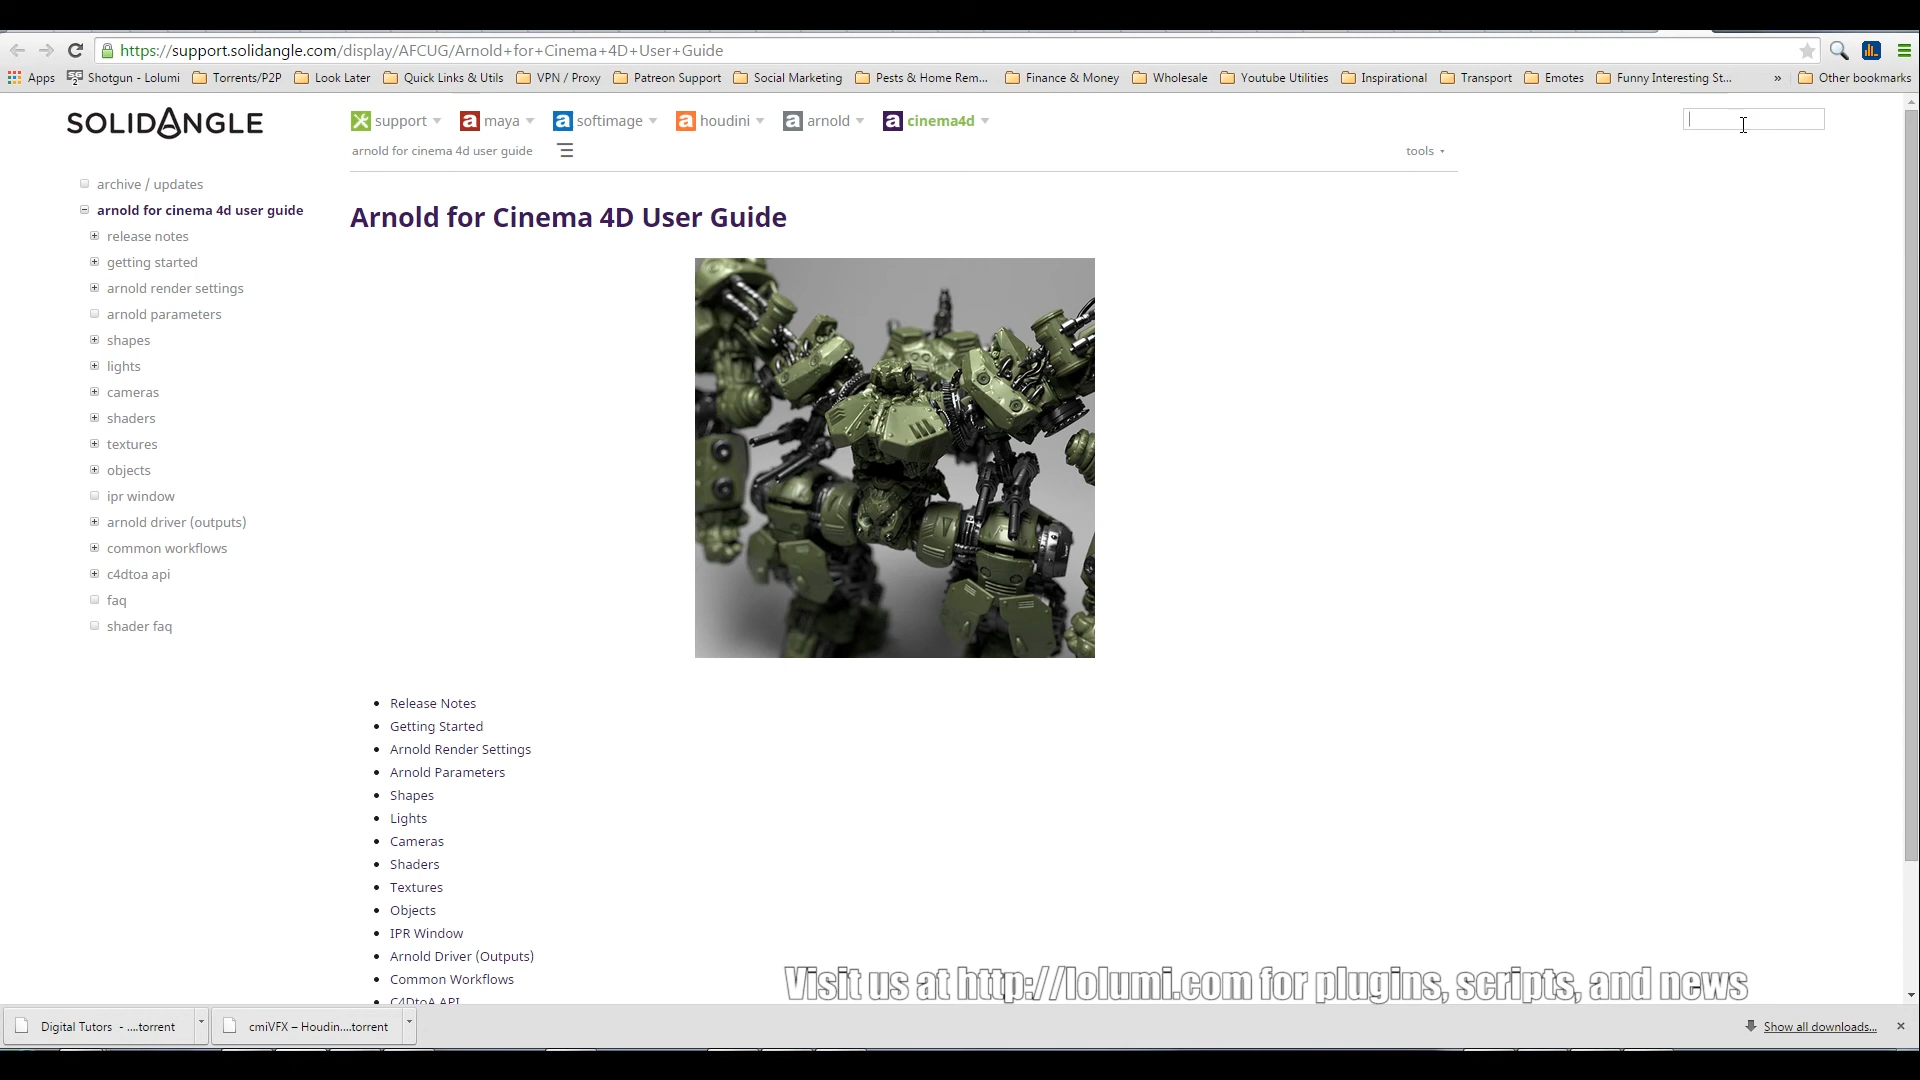 https://support.solidangle.com/display/AFCUG/Arnold+for+Cinema+4D+User+Guide
Apps Shotgun - Lolumi Torrents/P2P Look Later Quick Links & Utils VPN / Proxy Patreon Support Social Marketing Pests & Home Rem... Finance & Money Wholesale Youtube Utilities Inspirational Transport Emotes Funny Interesting St... » Other bookmarks
SOLIDANGLE support maya softimage houdini arnold cinema4d
arnold for cinema 4d user guide tools
archive / updates
arnold for cinema 4d user guide
release notes
getting started
arnold render settings
arnold parameters
shapes
lights
cameras
shaders
textures
objects
ipr window
arnold driver (outputs)
common workflows
c4dtoa api
faq
shader faq
Arnold for Cinema 4D User Guide
Release Notes
Getting Started
Arnold Render Settings
Arnold Parameters
Shapes
Lights
Cameras
Shaders
Textures
Objects
IPR Window
Arnold Driver (Outputs)
Common Workflows
C4DtoA API
Visit us at http://lolumi.com for plugins, scripts, and news
Digital Tutors - ....torrent cmiVFX – Houdin....torrent Show all downloads...